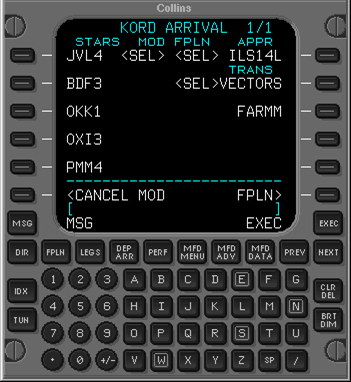 Collins
KORD ARRIVAL 1/1
STARS MOD FPLN APPR
JVL4 <SEL> <SEL> ILS14L
TRANS
BDF3 <SEL>VECTORS
OKK1 FARMM
OXI3
PMM4
--------------------------------
<CANCEL MOD FPLN>
[ ]
MSG EXEC
MSG EXEC
DIR FPLN LEGS DEP ARR PERF MFD MENU MFD ADV MFD DATA PREV NEXT
1 2 3 A B C D E F G
IDX CLR DEL
4 5 6 H I J K L M N
TUN BRT DIM
7 8 9 O P Q R S T U
. 0 +/- V W X Y Z SP /